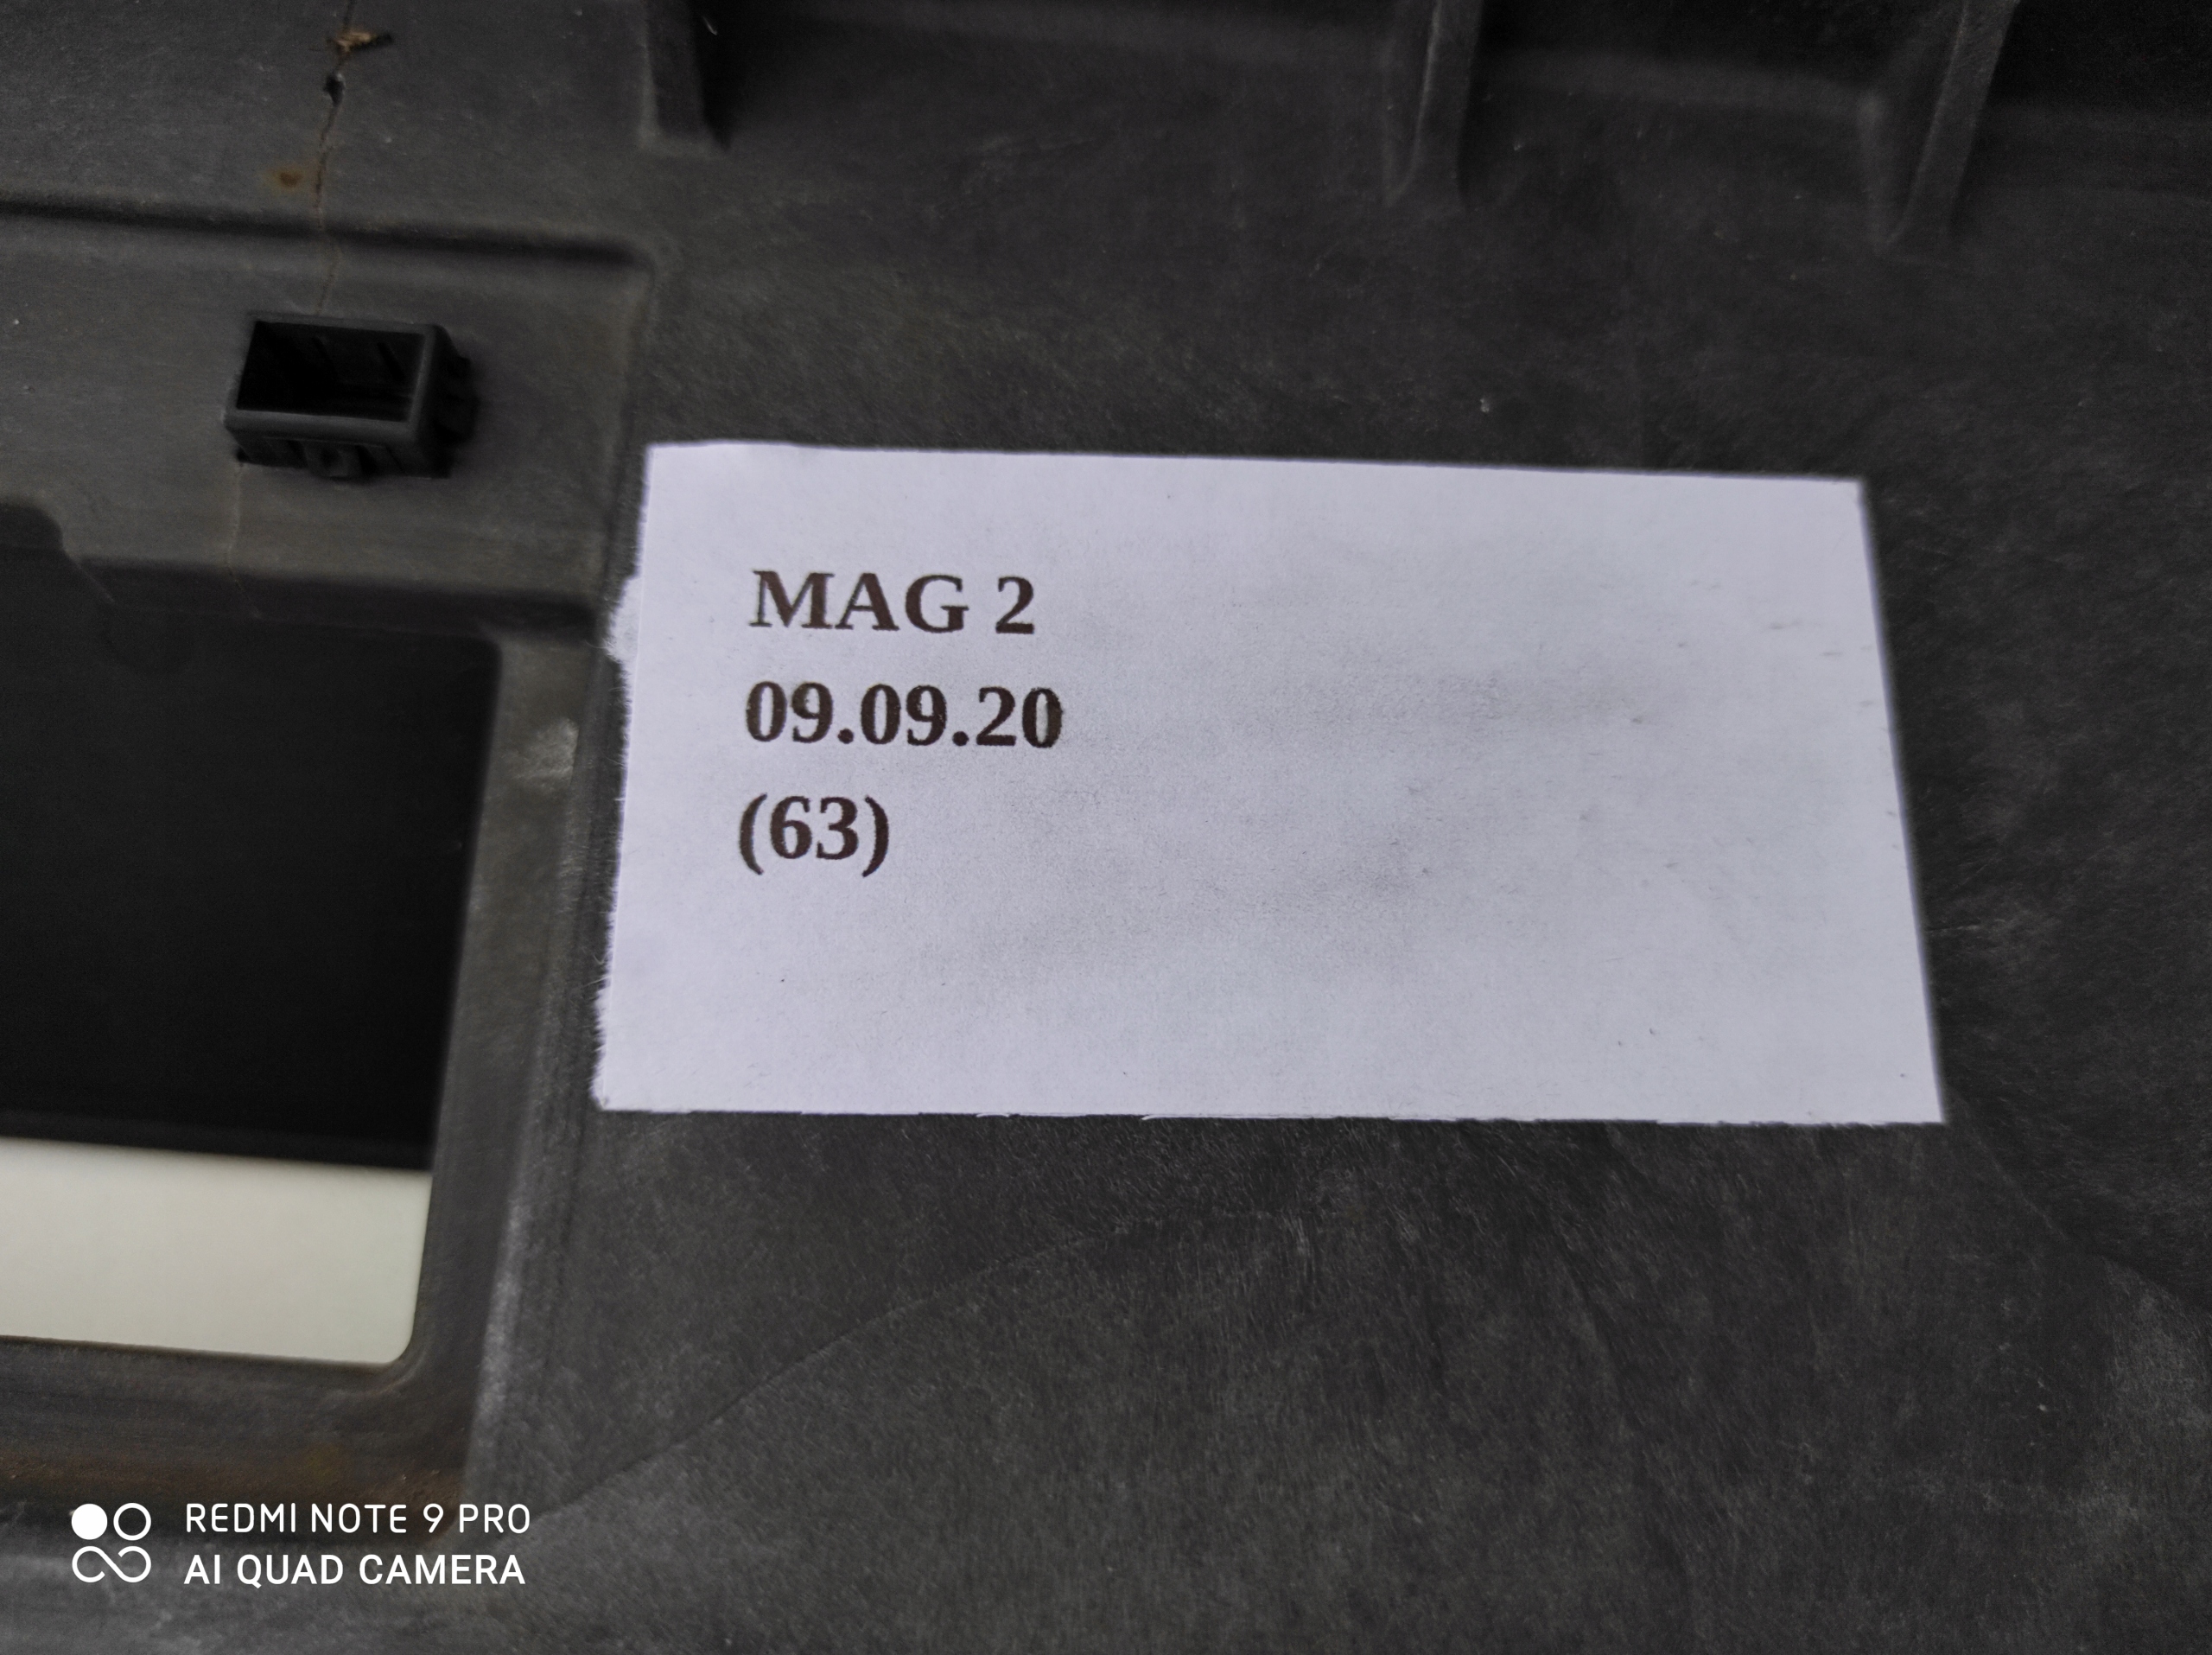 MAG 2
09.09.20
(63)
REDMI NOTE 9 PRO
AI QUAD CAMERA